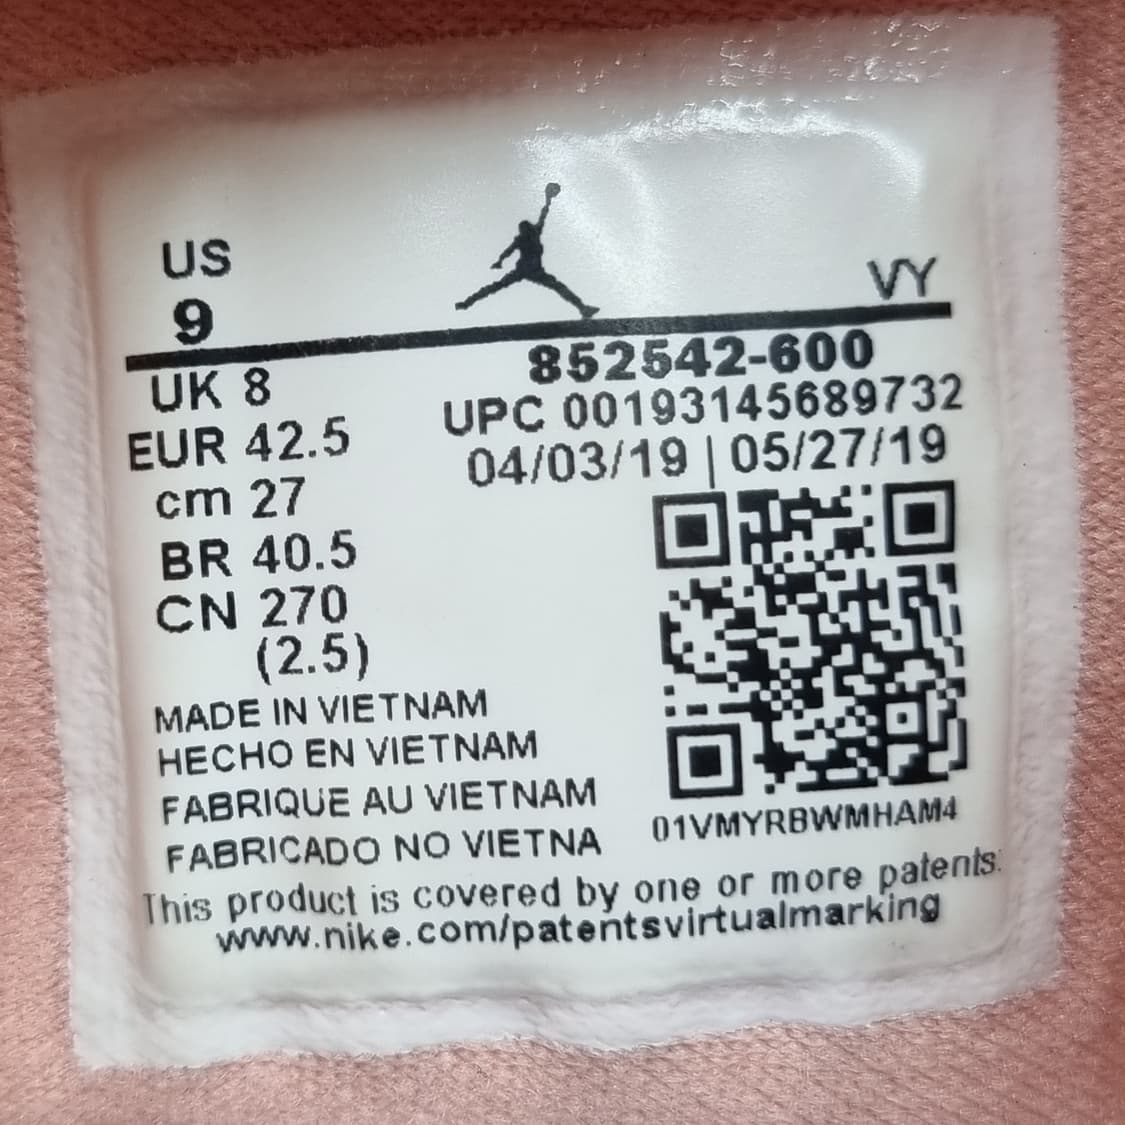 US
9
VY
UK 8
EUR 42.5
cm 27
BR 40.5
CN 270
(2.5)
852542-600
UPC 00193145689732
04/03/19 | 05/27/19
01VMYRBWMHAM4
MADE IN VIETNAM
HECHO EN VIETNAM
FABRIQUE AU VIETNAM
FABRICADO NO VIETNA
This product is covered by one or more patents.
www.nike.com/patentsvirtualmarking